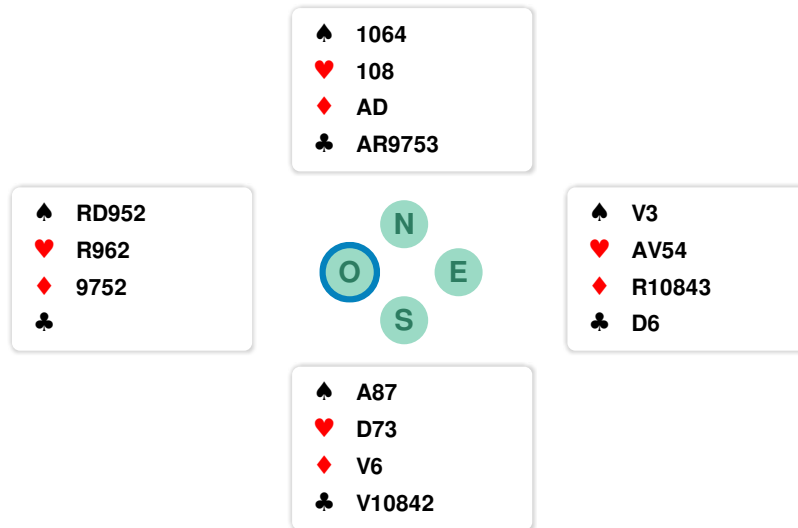 ♠ 1064
♥ 108
♦ AD
♣ AR9753
♠ RD952
♥ R962
♦ 9752
♣
N
O
E
S
♠ V3
♥ AV54
♦ R10843
♣ D6
♠ A87
♥ D73
♦ V6
♣ V10842